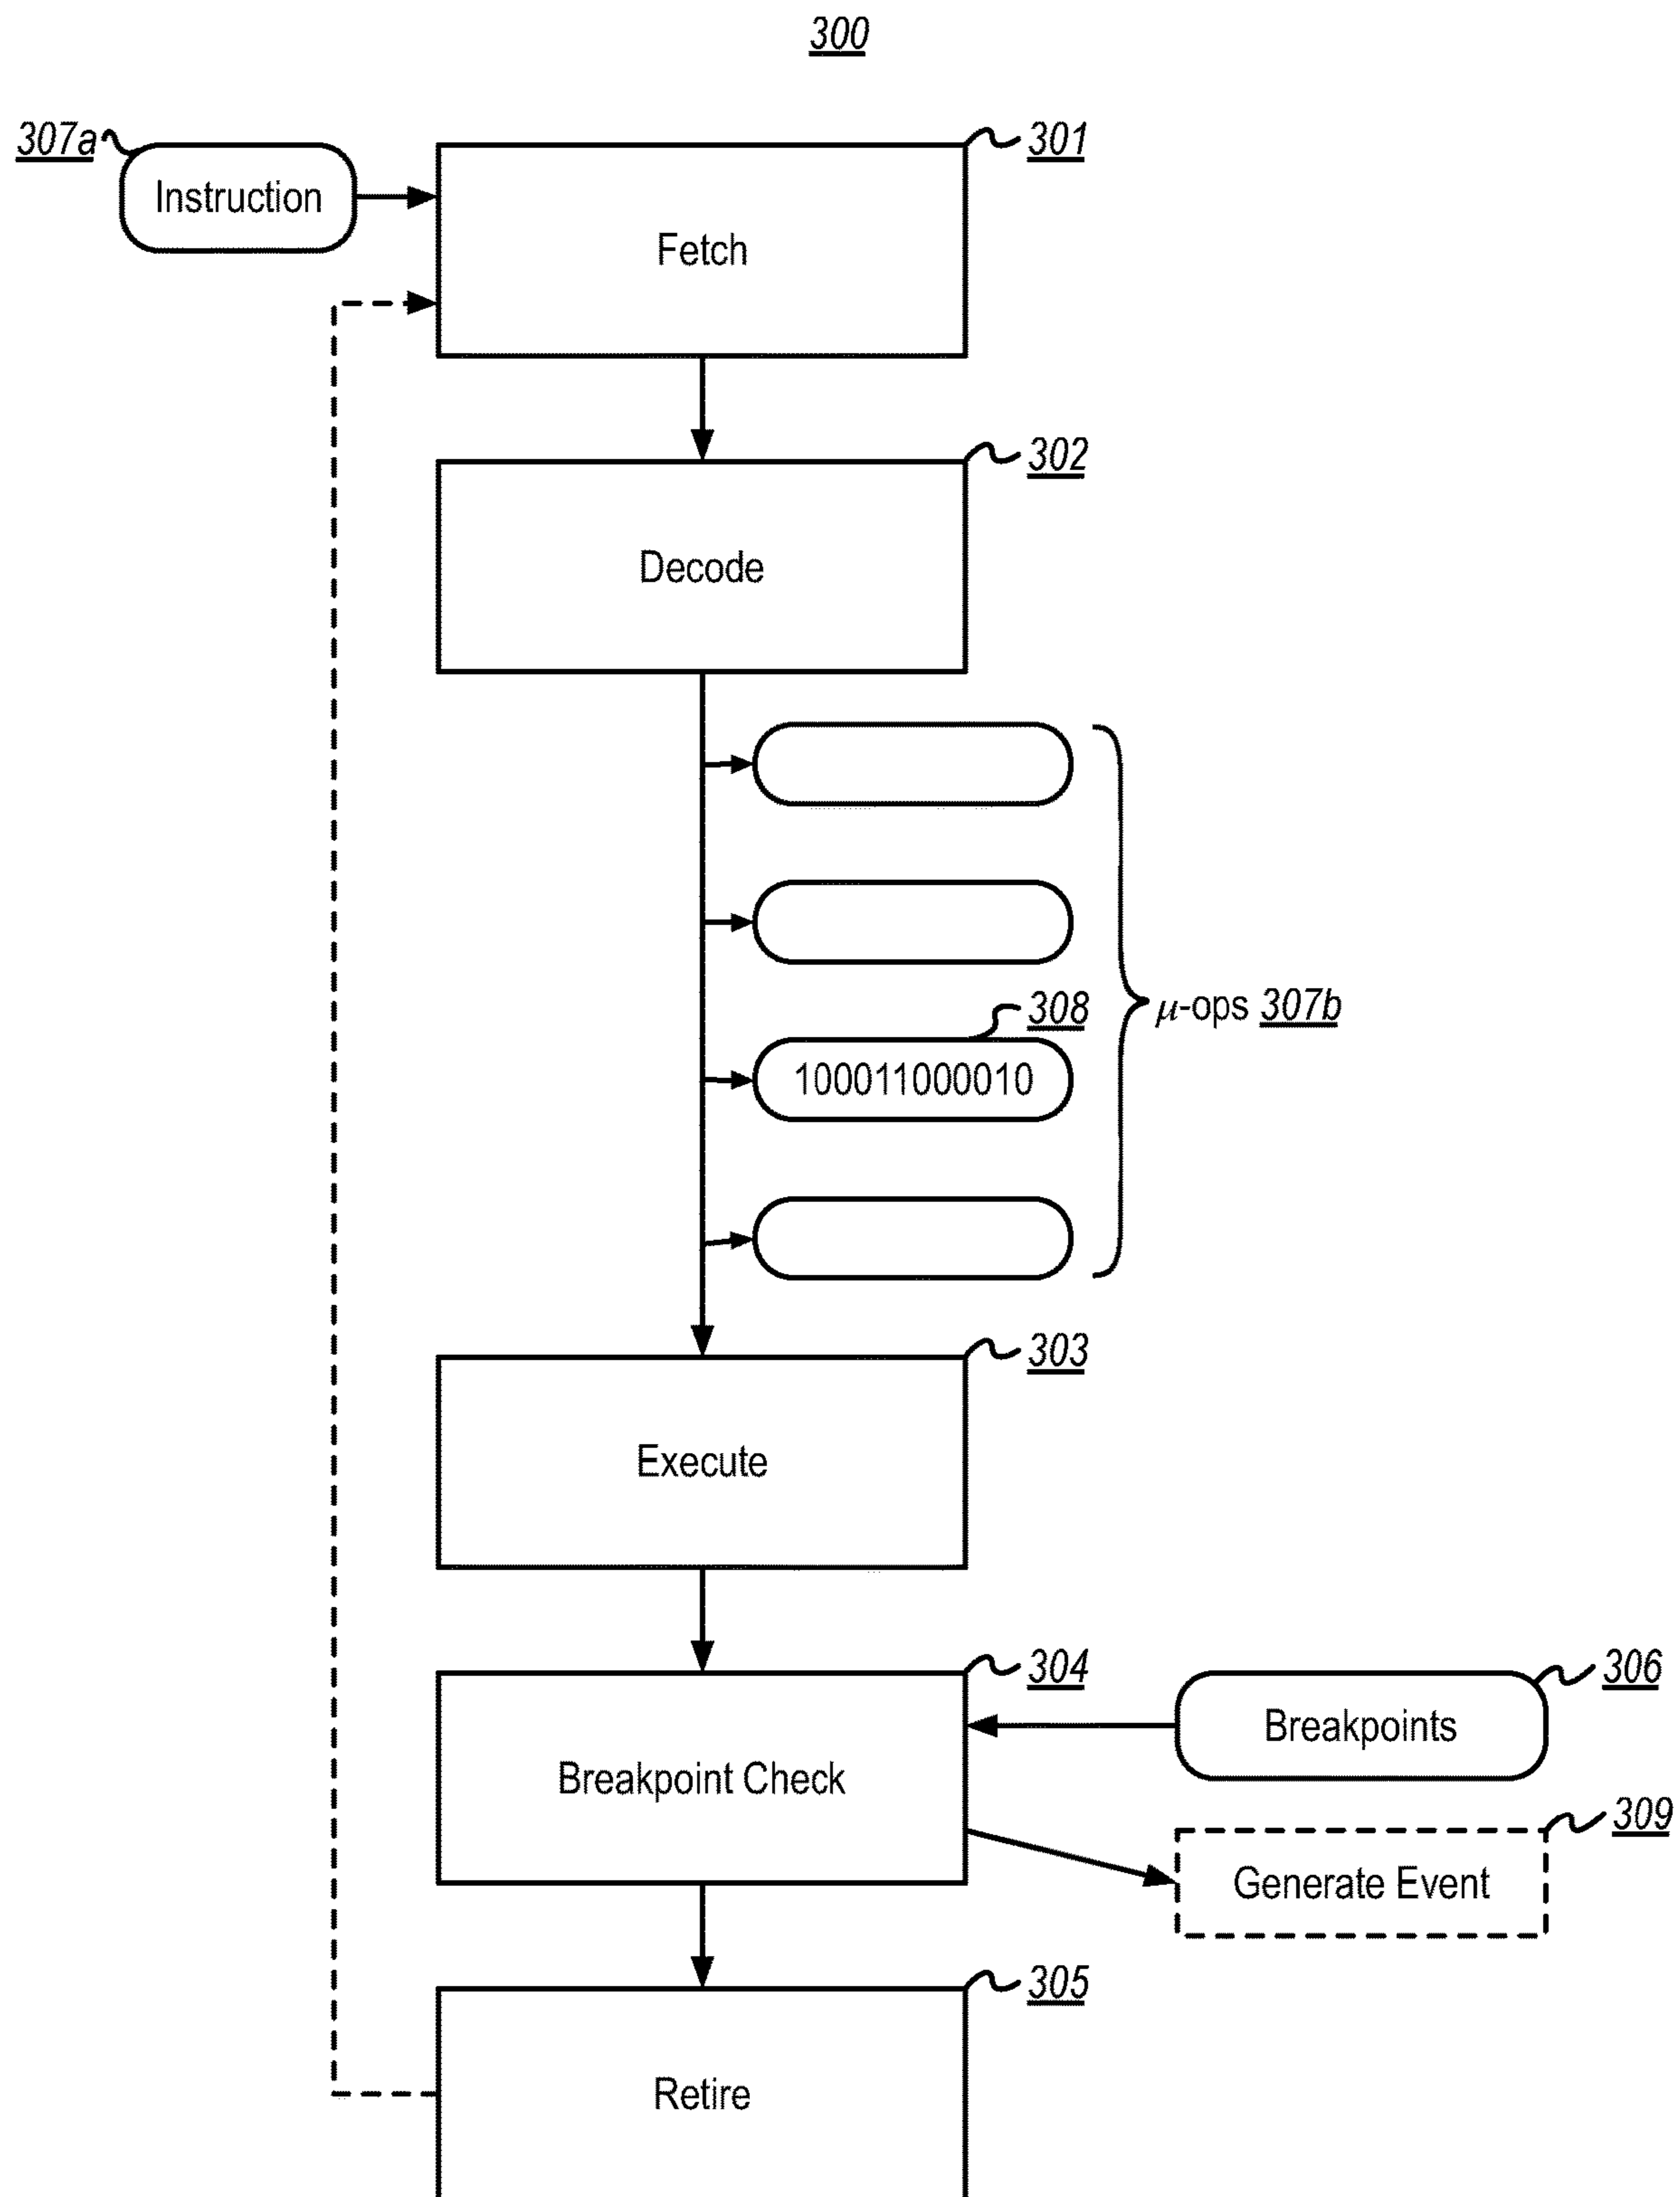 300
307a
Instruction
301
Fetch
302
Decode
308
100011000010
μ-ops 307b
303
Execute
304
Breakpoint Check
306
Breakpoints
309
Generate Event
305
Retire